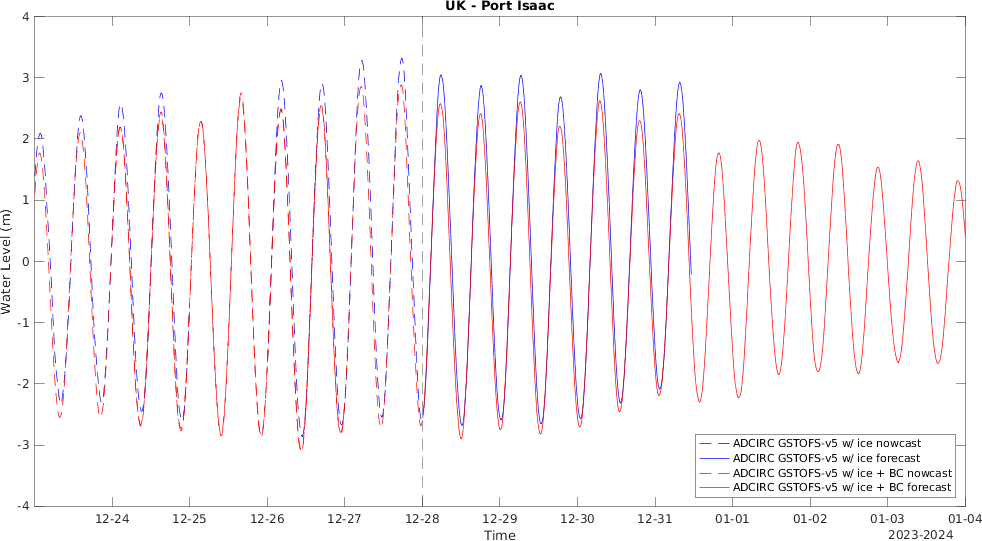 UK - Port Isaac
4
3
2
1
0
-1
-2
-3
-4
Water Level (m)
ADCIRC GSTOFS-v5 w/ ice nowcast
ADCIRC GSTOFS-v5 w/ ice forecast
ADCIRC GSTOFS-v5 w/ ice + BC nowcast
ADCIRC GSTOFS-v5 w/ ice + BC forecast
12-24 12-25 12-26 12-27 12-28 12-29 12-30 12-31 01-01 01-02 01-03 01-04
Time
2023-2024